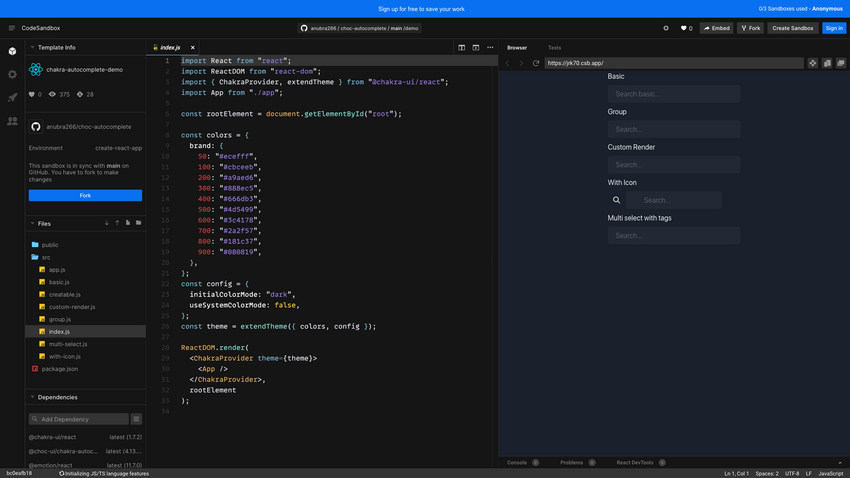 Sign up for free to save your work
0/3 Sandboxes used - Anonymous
CodeSandbox
anubra266 / choc-autocomplete / main /demo
0
Embed
Fork
Create Sandbox
Sign in
Template Info
chakra-autocomplete-demo
0
375
28
anubra266/choc-autocomplete
Environment
create-react-app
This sandbox is in sync with main on
GitHub. You have to fork to make
changes
Fork
Files
public
src
app.js
basic.js
creatable.js
custom-render.js
group.js
index.js
multi-select.js
with-icon.js
package.json
Dependencies
Add Dependency
@chakra-ui/react
latest (1.7.2)
@choc-ui/chakra-autoc...
latest (4.13....
@emotion/react
latest (11.7.0)
index.js
1 import React from "react";
2 import ReactDOM from "react-dom";
3 import { ChakraProvider, extendTheme } from "@chakra-ui/react";
4 import App from "./app";
5
6 const rootElement = document.getElementById("root");
7
8 const colors = {
9 brand: {
10 50: "#ecefff",
11 100: "#cbceeb",
12 200: "#a9aed6",
13 300: "#888ec5",
14 400: "#666db3",
15 500: "#4d5499",
16 600: "#3c4178",
17 700: "#2a2f57",
18 800: "#181c37",
19 900: "#080819",
20 },
21 };
22 const config = {
23 initialColorMode: "dark",
24 useSystemColorMode: false,
25 };
26 const theme = extendTheme({ colors, config });
27
28 ReactDOM.render(
29 <ChakraProvider theme={theme}>
30 <App />
31 </ChakraProvider>,
32 rootElement
33 );
34
Browser
Tests
https://jrk70.csb.app/
Basic
Search basic...
Group
Search...
Custom Render
Search...
With Icon
Search...
Multi select with tags
Search...
Console
0
Problems
0
React DevTools
0
bc0eafb18
Initializing JS/TS language features
Ln 1, Col 1
Spaces: 2
UTF-8
LF
JavaScript